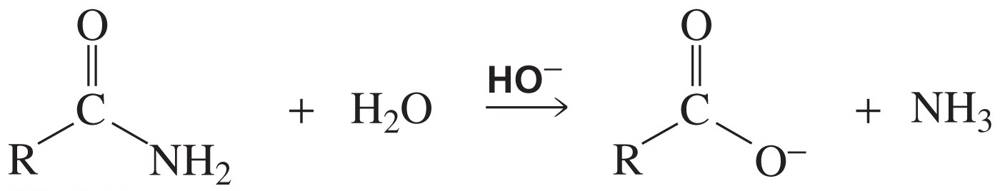 O O
HO⁻
C + H₂O → C + NH₃
R NH₂ R O⁻